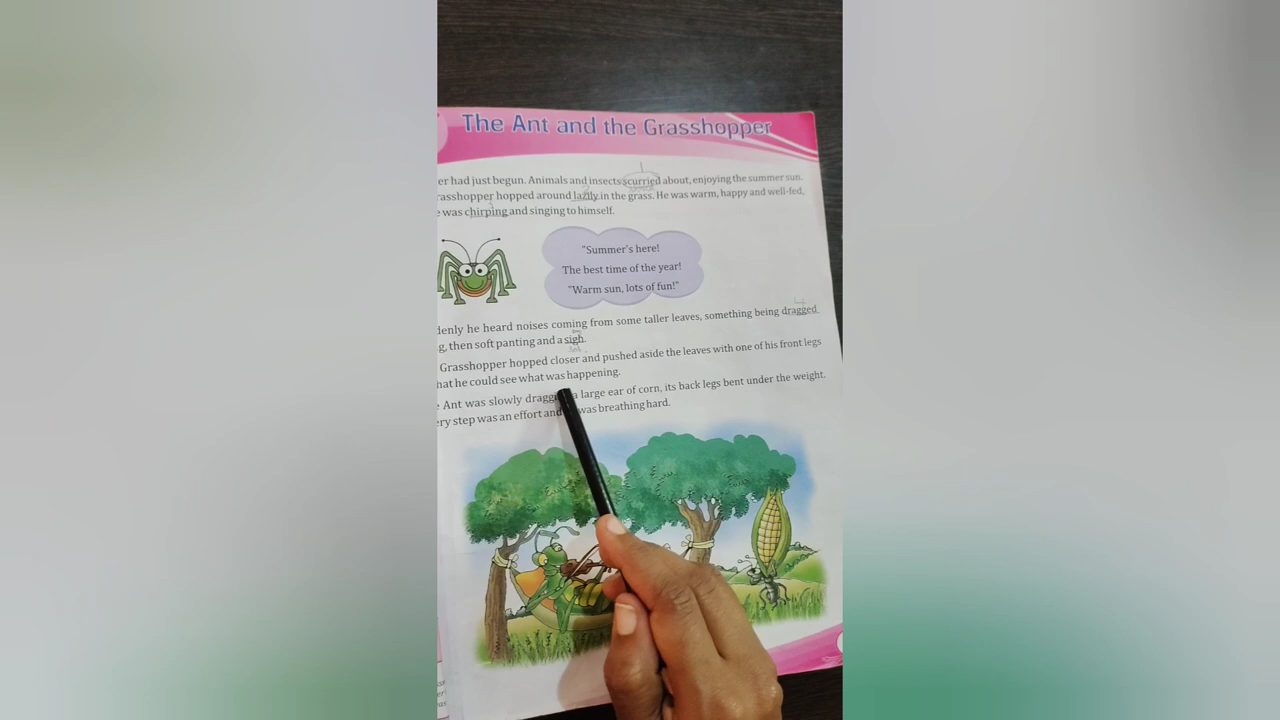 The Ant and the Grasshopper
er had just begun. Animals and insects scurried about, enjoying the summer sun.
rasshopper hopped around lazily in the grass. He was warm, happy and well-fed,
e was chirping and singing to himself.
"Summer's here!
The best time of the year!
"Warm sun, lots of fun!"
denly he heard noises coming from some taller leaves, something being dragged
g, then soft panting and a sigh.
Grasshopper hopped closer and pushed aside the leaves with one of his front legs
hat he could see what was happening.
Ant was slowly a large ear of corn, its back legs bent under the weight.
ery step was an effort and was breathing hard.